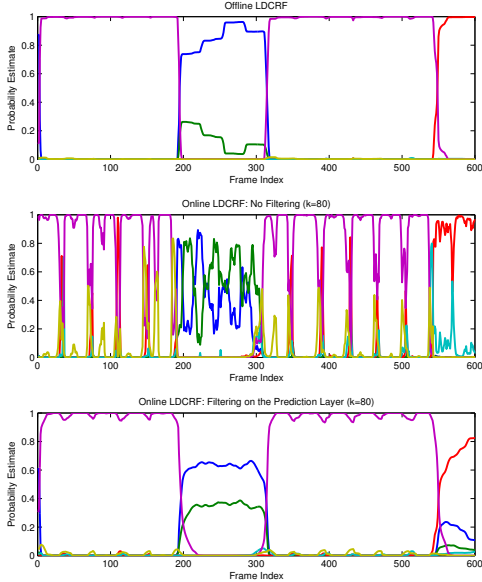 Offline LDCRF
1
0.8
0.6
0.4
0.2
0
Probability Estimate
0 100 200 300 400 500 600
Frame Index
Online LDCRF: No Filtering (k=80)
1
0.8
0.6
0.4
0.2
0
Probability Estimate
0 100 200 300 400 500 600
Frame Index
Online LDCRF: Filtering on the Prediction Layer (k=80)
1
0.8
0.6
0.4
0.2
0
Probability Estimate
0 100 200 300 400 500 600
Frame Index